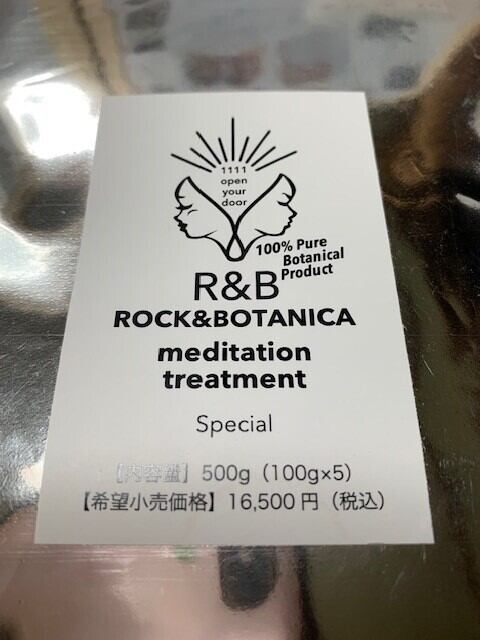 1111
open
your
door
100% Pure
Botanical
Product
R&B
ROCK&BOTANICA
meditation
treatment
Special
【内容量】500g（100g×5）
【希望小売価格】16,500円（税込）